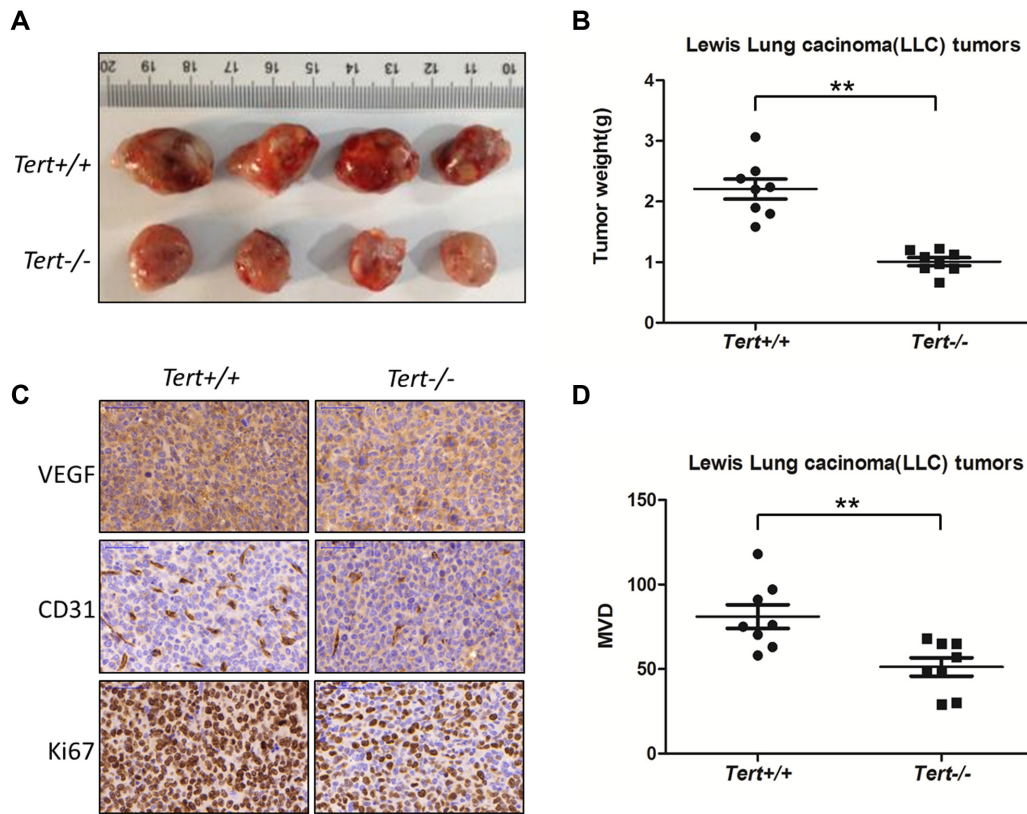 A
20 19 18 17 16 15 14 13 12 11 10
Tert+/+
Tert-/-
B
Lewis Lung cacinoma(LLC) tumors
**
4
3
2
1
0
Tumor weight(g)
Tert+/+ Tert-/-
C
Tert+/+ Tert-/-
VEGF
CD31
Ki67
D
Lewis Lung cacinoma(LLC) tumors
**
150
100
50
0
MVD
Tert+/+ Tert-/-